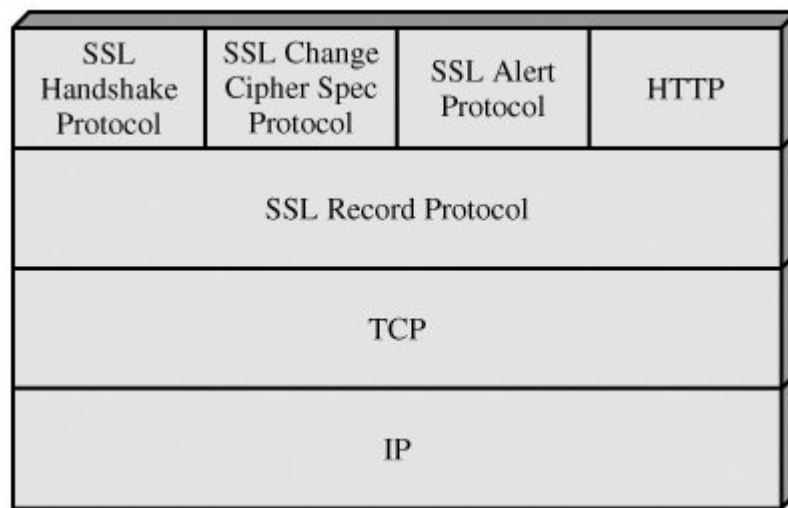 SSL
Handshake
Protocol
SSL Change
Cipher Spec
Protocol
SSL Alert
Protocol
HTTP
SSL Record Protocol
TCP
IP